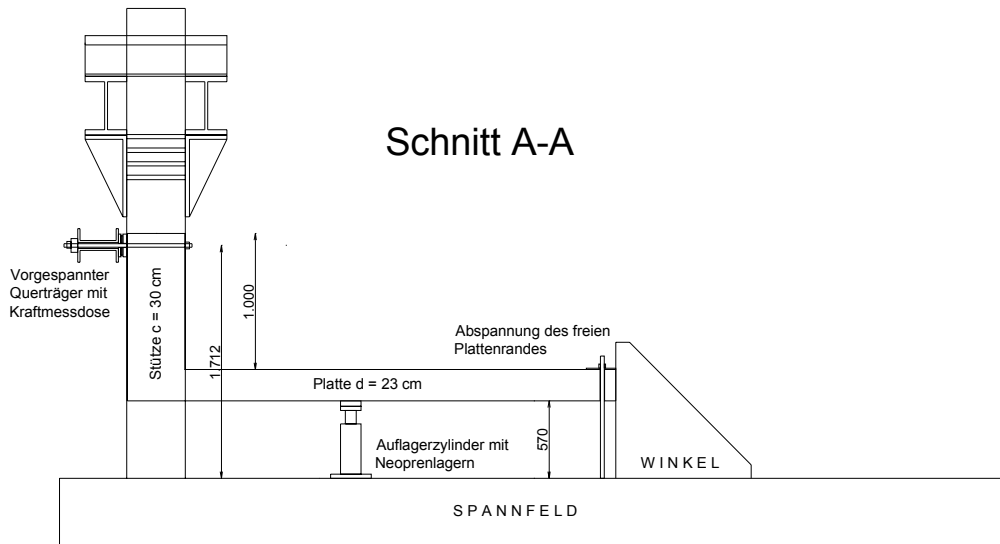 Schnitt A-A
Vorgespannter
Querträger mit
Kraftmessdose
Stütze c = 30 cm
1.000
1.712
Abspannung des freien
Plattenrandes
Platte d = 23 cm
Auflagerzylinder mit
Neoprenlagern
570
WINKEL
SPANNFELD